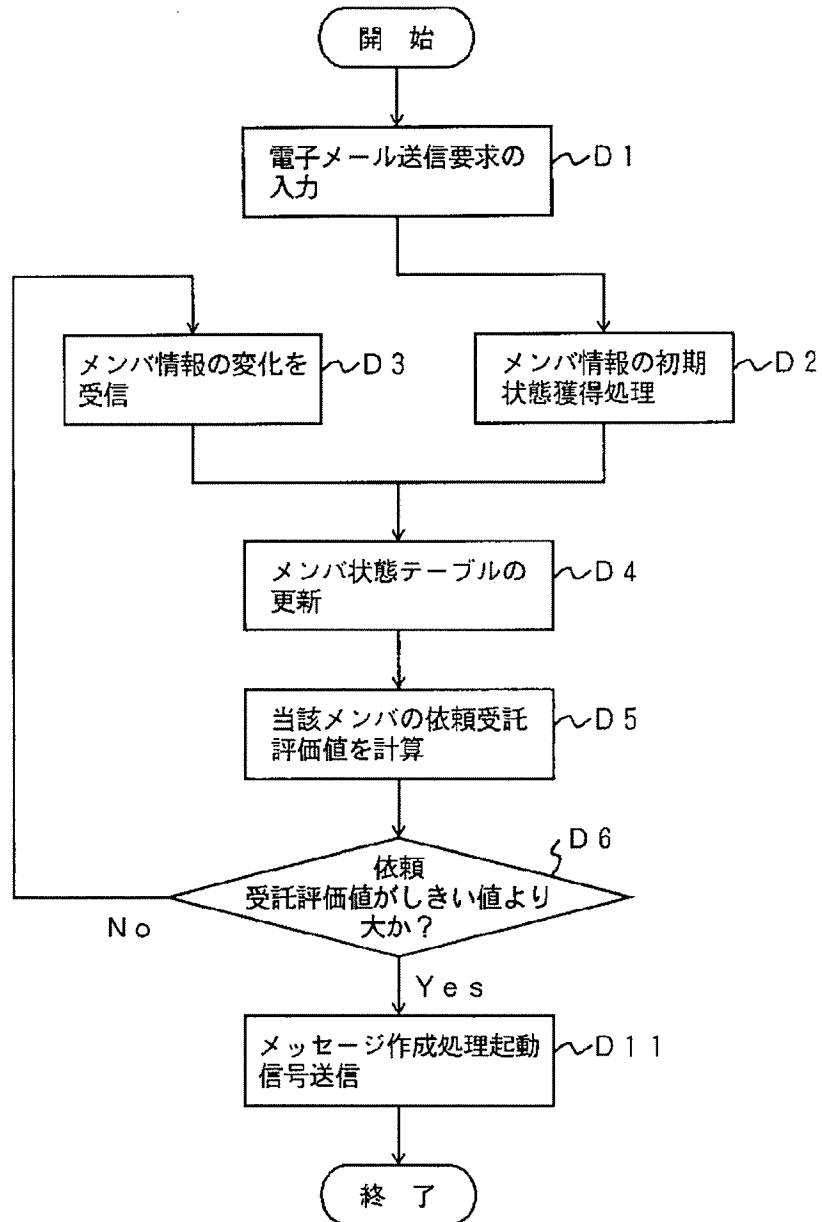 開 始
電子メール送信要求の
入力
D1
メンバ情報の変化を
受信
D3
メンバ情報の初期
状態獲得処理
D2
メンバ状態テーブルの
更新
D4
当該メンバの依頼受託
評価値を計算
D5
D6
依頼
受託評価値がしきい値より
大か？
No
Yes
メッセージ作成処理起動
信号送信
D11
終 了